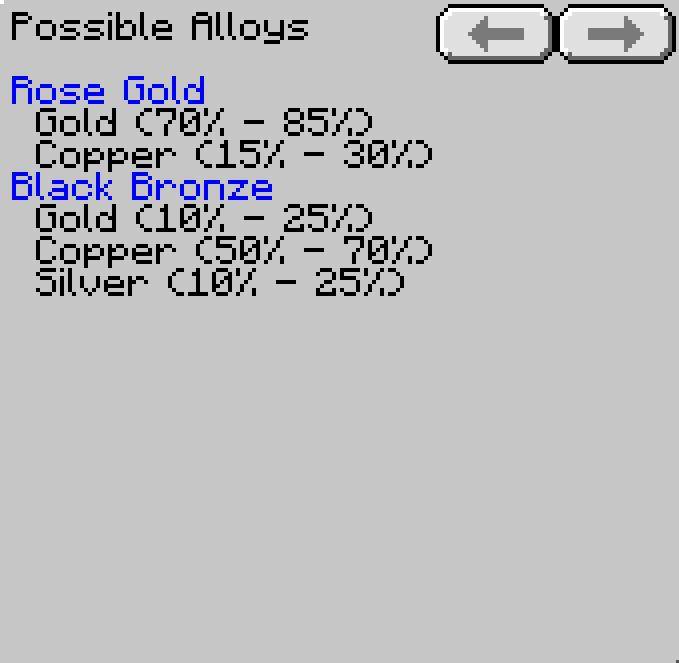 Possible Alloys
Rose Gold
Gold (70% - 85%)
Copper (15% - 30%)
Black Bronze
Gold (10% - 25%)
Copper (50% - 70%)
Silver (10% - 25%)